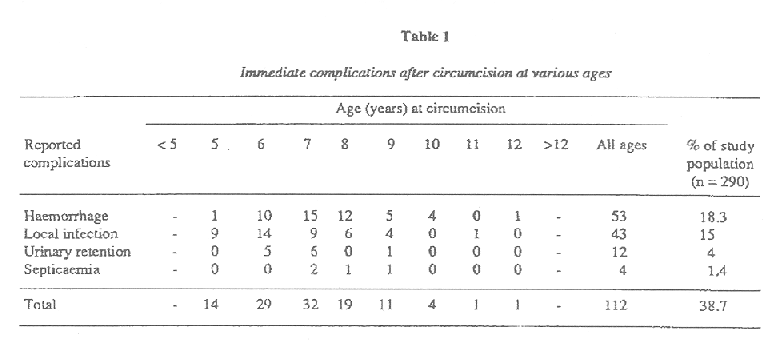 Table 1
Immediate complications after circumcision at various ages
Age (years) at circumcision
Reported complications <5 5 6 7 8 9 10 11 12 >12 All ages % of study population (n = 290)
Haemorrhage - 1 10 15 12 5 4 0 1 - 53 18.3
Local infection - 9 14 9 6 4 0 1 0 - 43 15
Urinary retention - 0 5 6 0 1 0 0 0 - 12 4
Septicaemia - 0 0 2 1 1 0 0 0 - 4 1.4
Total - 14 29 32 19 11 4 1 1 - 112 38.7